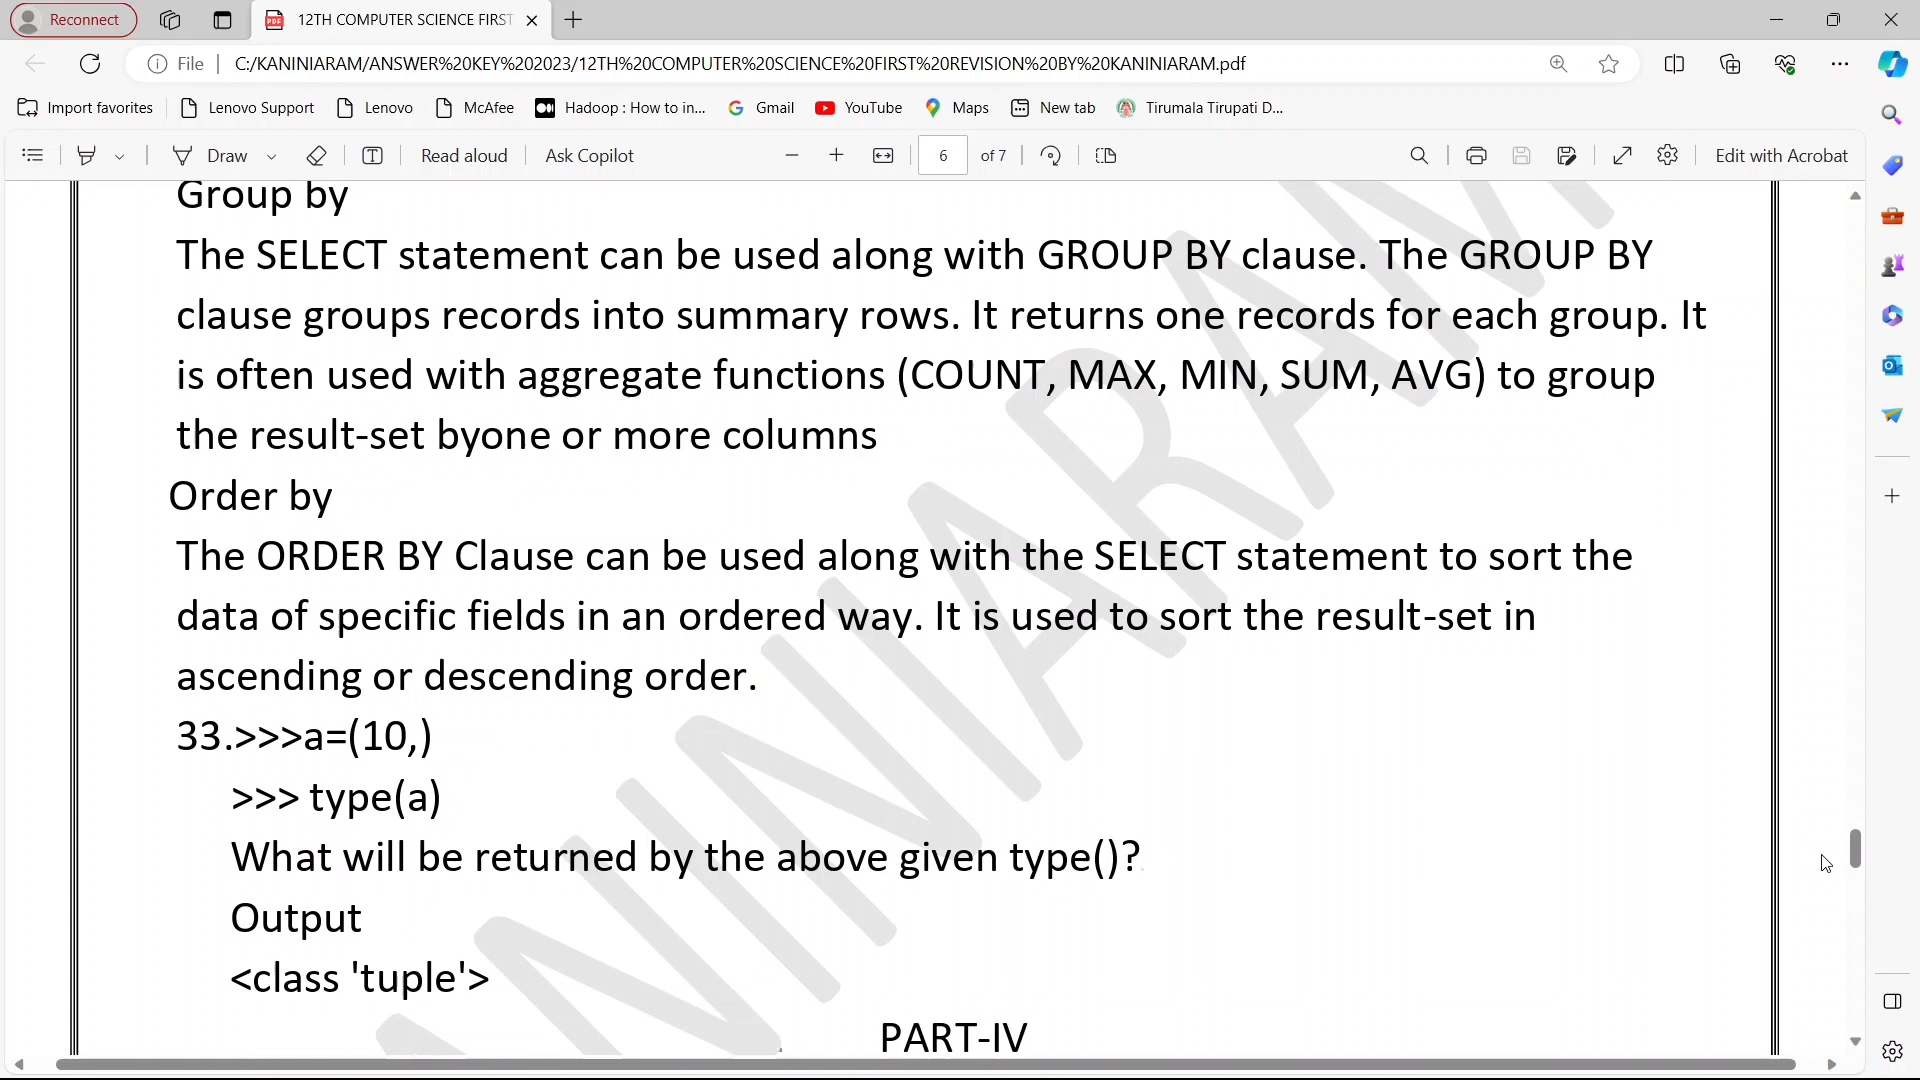 Reconnect
12TH COMPUTER SCIENCE FIRST
File
C:/KANINIARAM/ANSWER%20KEY%202023/12TH%20COMPUTER%20SCIENCE%20FIRST%20REVISION%20BY%20KANINIARAM.pdf
Import favorites
Lenovo Support
Lenovo
McAfee
Hadoop : How to in...
Gmail
YouTube
Maps
New tab
Tirumala Tirupati D...
Draw
Read aloud
Ask Copilot
6
of 7
Edit with Acrobat
Group by
The SELECT statement can be used along with GROUP BY clause. The GROUP BY
clause groups records into summary rows. It returns one records for each group. It
is often used with aggregate functions (COUNT, MAX, MIN, SUM, AVG) to group
the result-set byone or more columns
Order by
The ORDER BY Clause can be used along with the SELECT statement to sort the
data of specific fields in an ordered way. It is used to sort the result-set in
ascending or descending order.
33.>>>a=(10,)
>>> type(a)
What will be returned by the above given type()?
Output
<class 'tuple'>
PART-IV